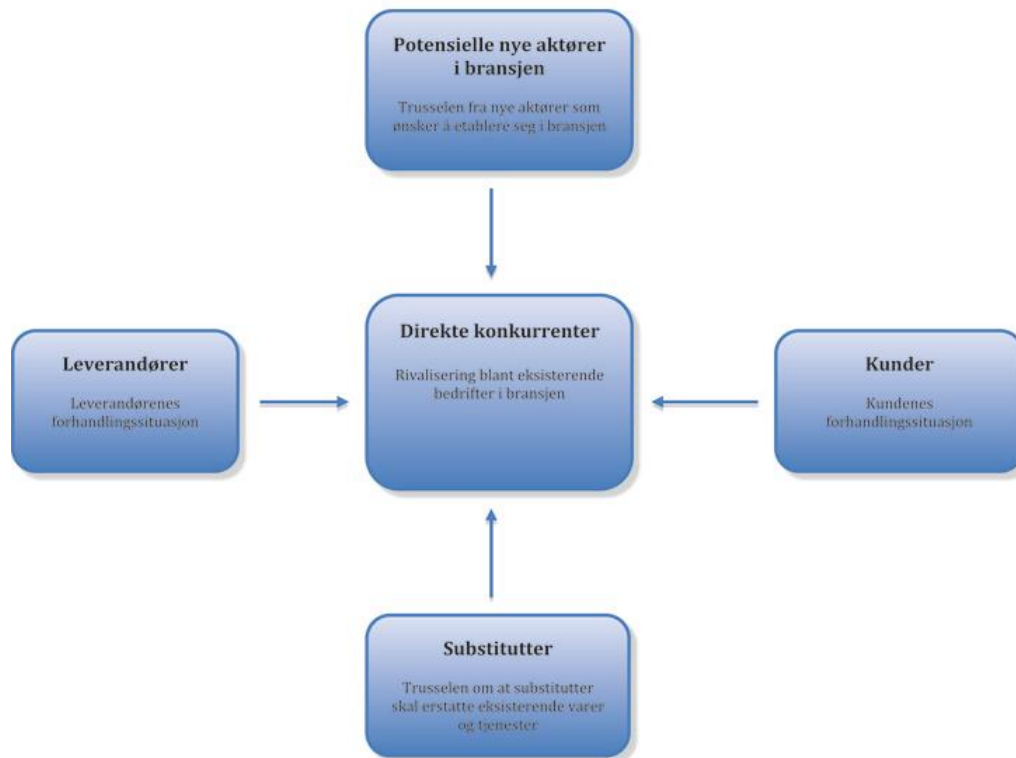 Potensielle nye aktører
i bransjen
Trusselen fra nye aktører som
ønsker å etablere seg i bransjen
Leverandører
Leverandørenes
forhandlingssituasjon
Direkte konkurrenter
Rivalisering blant eksisterende
bedrifter i bransjen
Kunder
Kundenes
forhandlingssituasjon
Substitutter
Trusselen om at substitutter
skal erstatte eksisterende varer
og tjenester